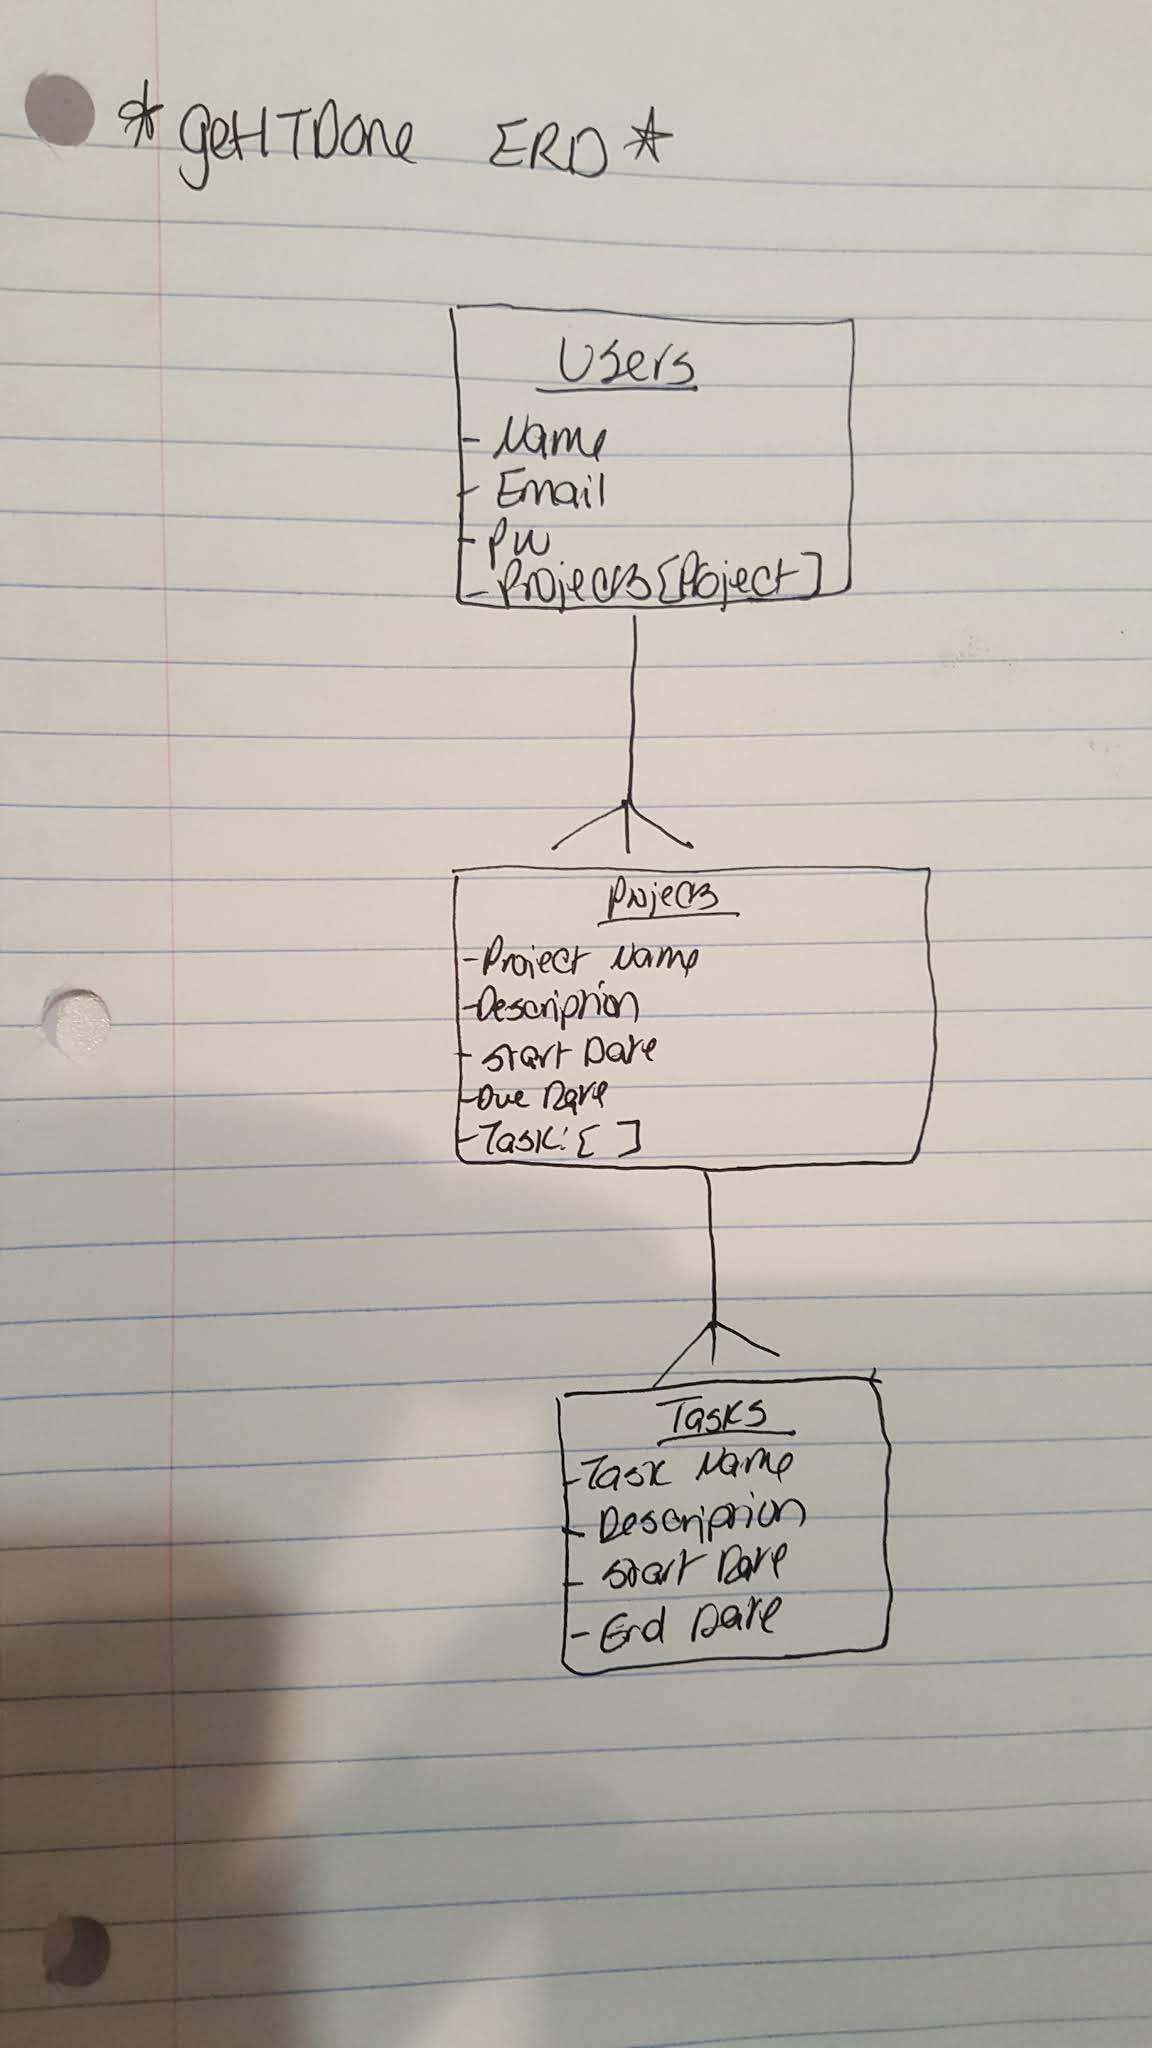 * getITDone ERD *
Users
- Name
- Email
- PW
- Projects [Project]
Projects
- Project Name
- Description
- Start Date
- Due Date
- Task: [ ]
Tasks
- Task Name
- Description
- Start Date
- End Date